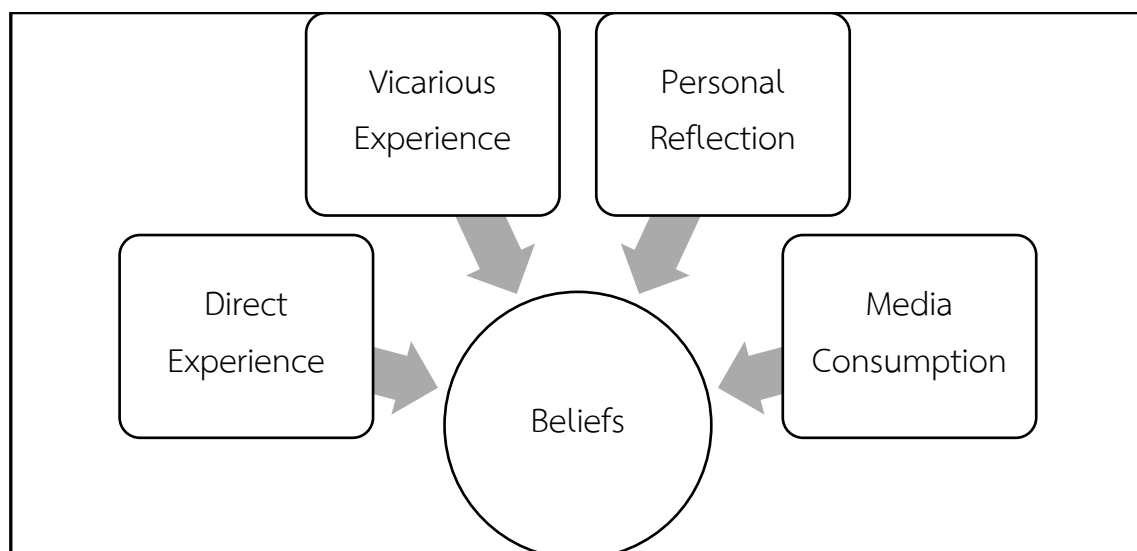 Vicarious
Experience
Personal
Reflection
Direct
Experience
Media
Consumption
Beliefs